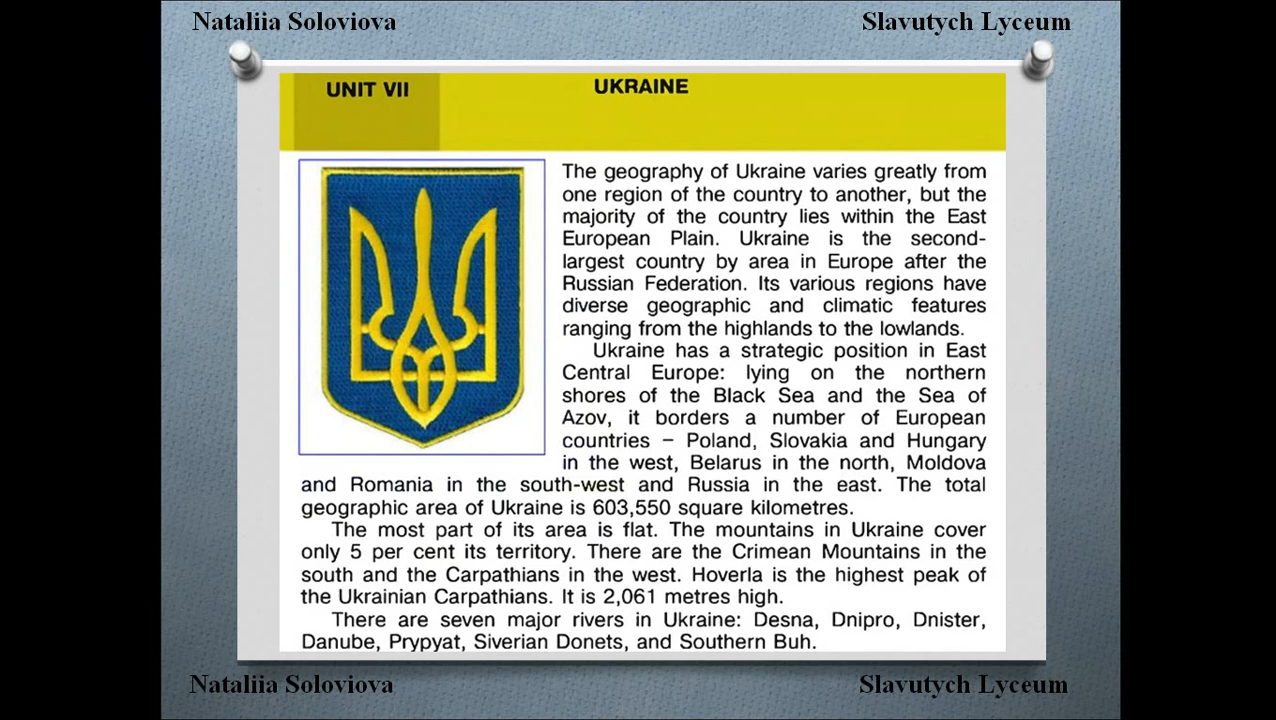 Nataliia Soloviova
Slavutych Lyceum
UNIT VII
UKRAINE
The geography of Ukraine varies greatly from
one region of the country to another, but the
majority of the country lies within the East
European Plain. Ukraine is the second-
largest country by area in Europe after the
Russian Federation. Its various regions have
diverse geographic and climatic features
ranging from the highlands to the lowlands.
Ukraine has a strategic position in East
Central Europe: lying on the northern
shores of the Black Sea and the Sea of
Azov, it borders a number of European
countries – Poland, Slovakia and Hungary
in the west, Belarus in the north, Moldova
and Romania in the south-west and Russia in the east. The total
geographic area of Ukraine is 603,550 square kilometres.
The most part of its area is flat. The mountains in Ukraine cover
only 5 per cent its territory. There are the Crimean Mountains in the
south and the Carpathians in the west. Hoverla is the highest peak of
the Ukrainian Carpathians. It is 2,061 metres high.
There are seven major rivers in Ukraine: Desna, Dnipro, Dnister,
Danube, Prypyat, Siverian Donets, and Southern Buh.
Nataliia Soloviova
Slavutych Lyceum